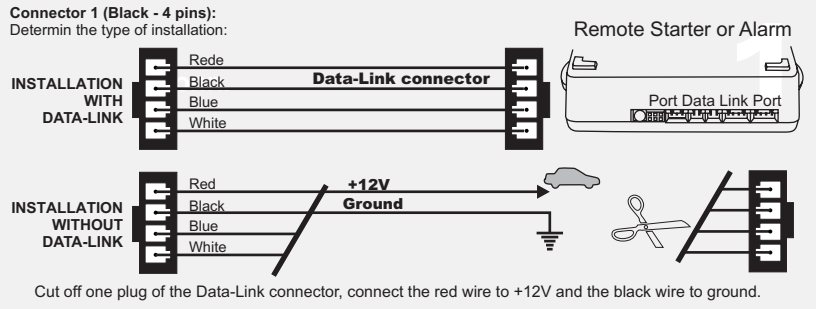 Connector 1 (Black - 4 pins):
Determin the type of installation:
Remote Starter or Alarm
1
INSTALLATION
WITH
DATA-LINK
Rede
Black
Blue
White
Data-Link connector
Port Data Link Port
INSTALLATION
WITHOUT
DATA-LINK
Red
Black
Blue
White
+12V
Ground
Cut off one plug of the Data-Link connector, connect the red wire to +12V and the black wire to ground.